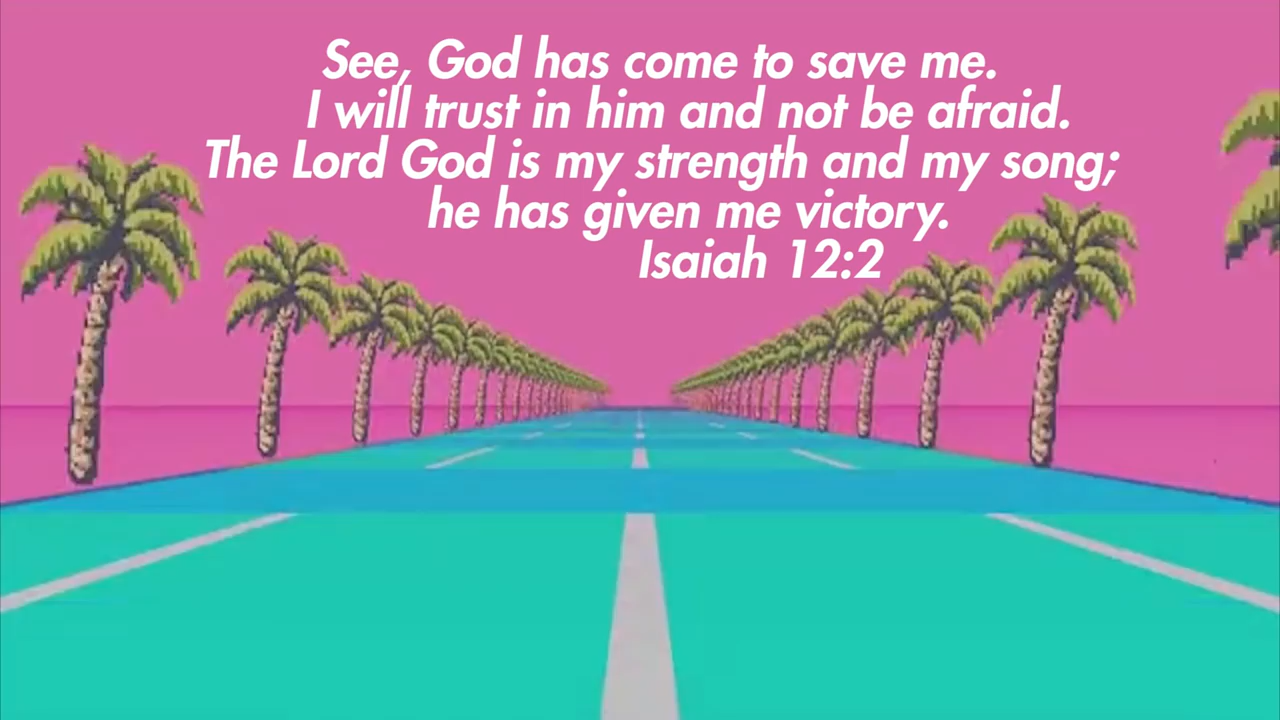 See, God has come to save me.
I will trust in him and not be afraid.
The Lord God is my strength and my song;
he has given me victory.
Isaiah 12:2